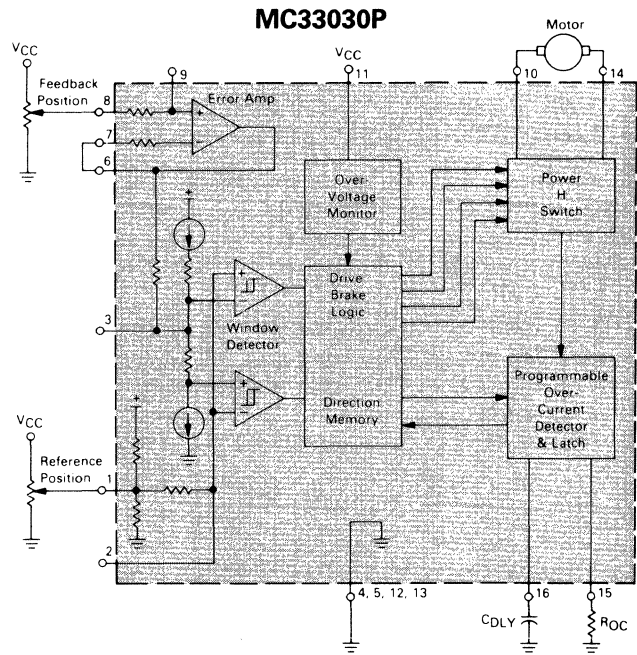 MC33030P
Motor
VCC
Feedback
Position
9
VCC
11
10
14
8
Error Amp
+
7
6
Over-
Voltage
Monitor
Power
H
Switch
+
+
3
Window
Detector
Drive
Brake
Logic
+
+
Direction
Memory
Programmable
Over-
Current
Detector
& Latch
VCC
Reference
Position
1
2
4, 5, 12, 13
16
15
CDLY
ROC